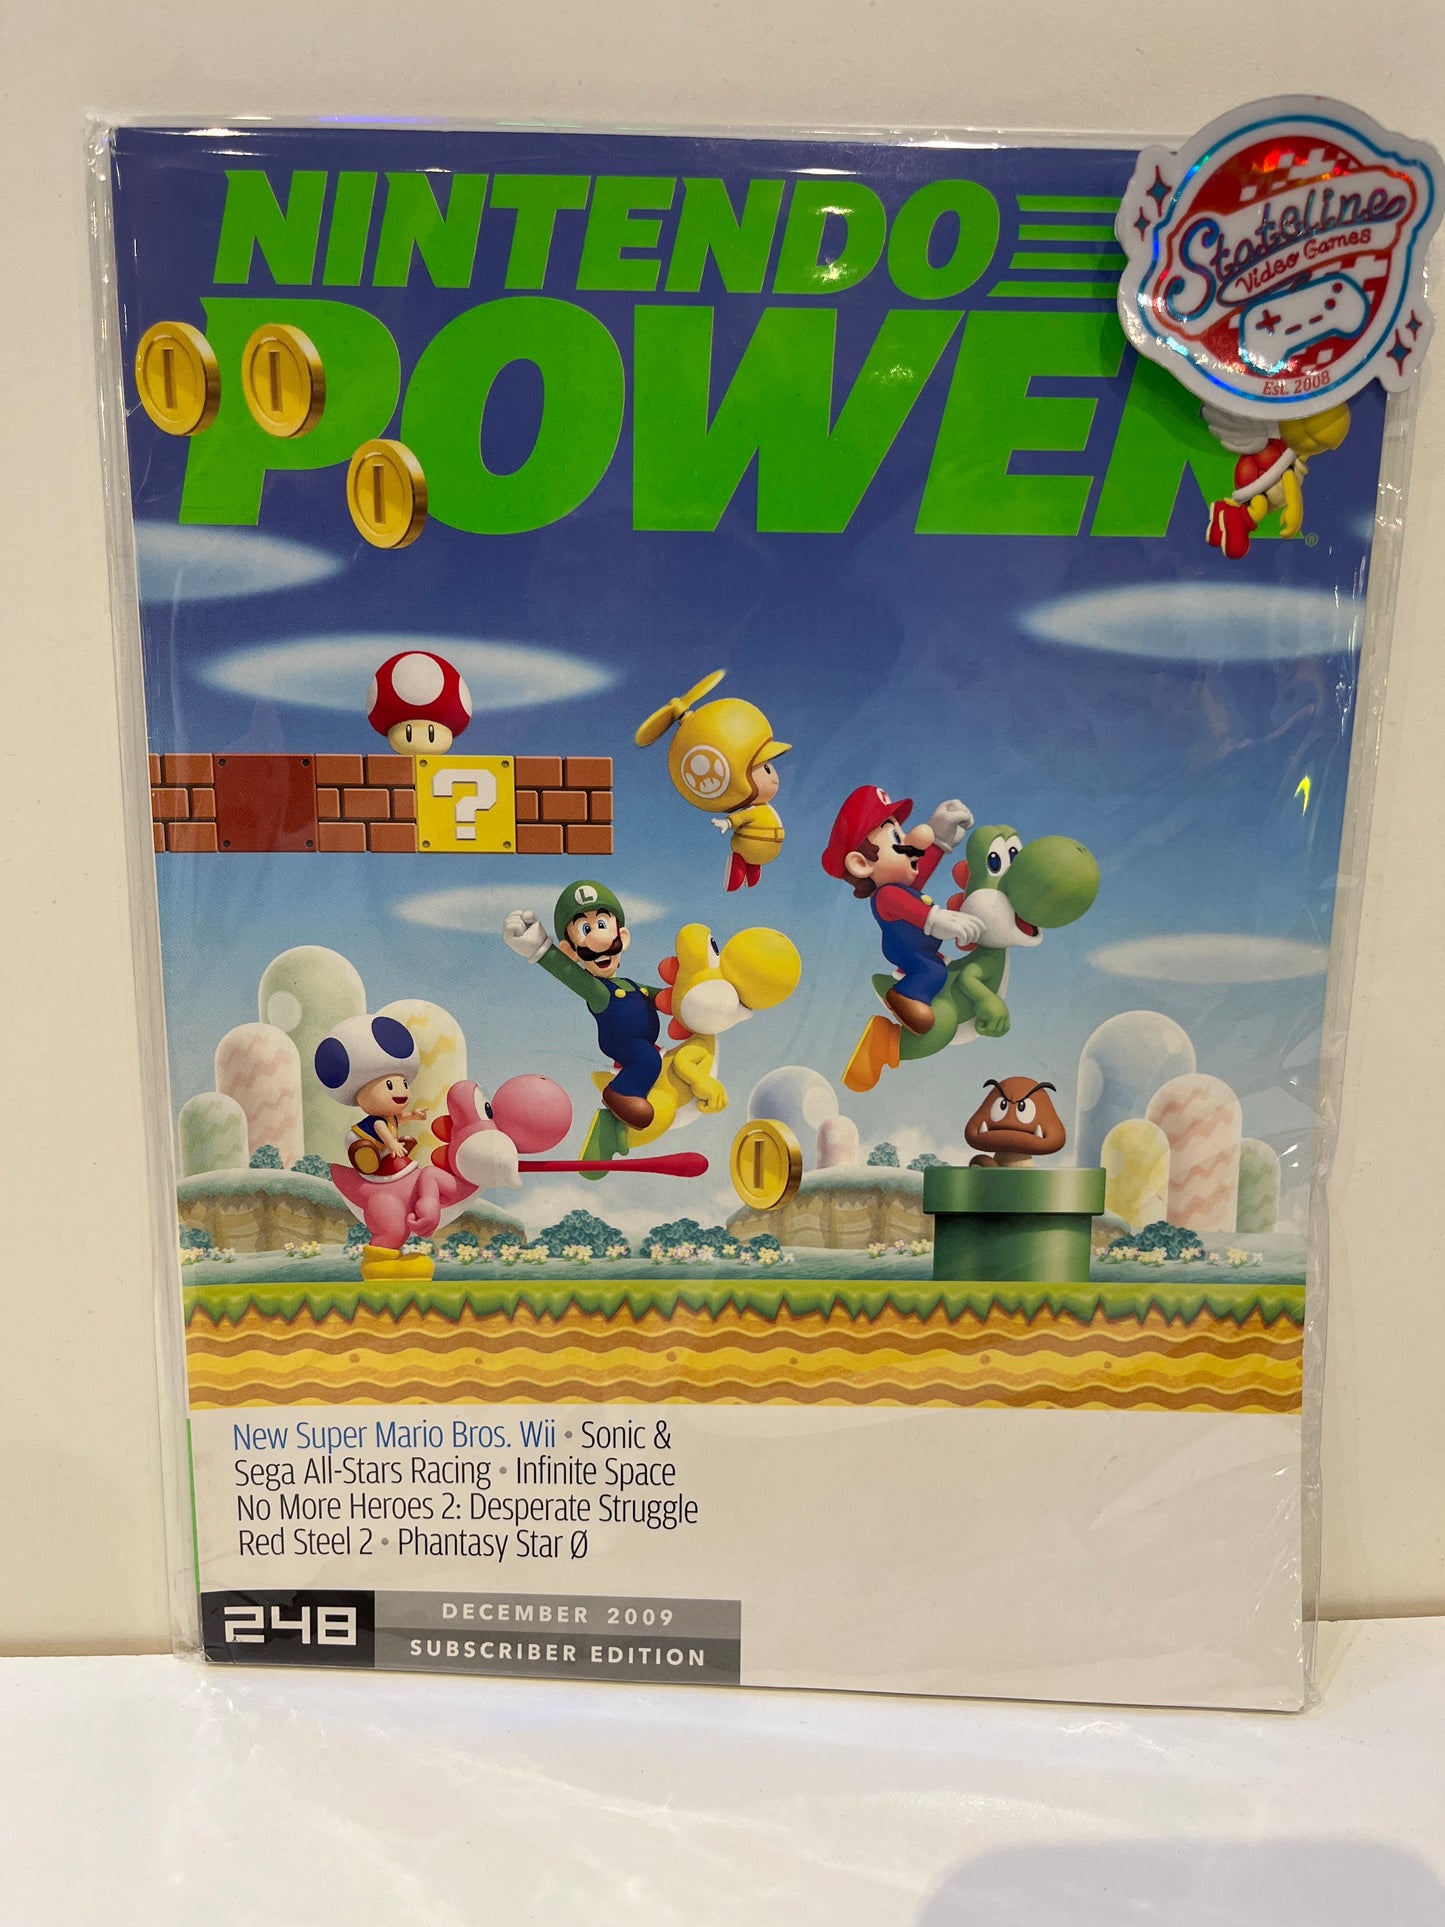 NINTENDO
POWER®
Stateline
Video Games
Est. 2008
?
L
New Super Mario Bros. Wii • Sonic &
Sega All-Stars Racing • Infinite Space
No More Heroes 2: Desperate Struggle
Red Steel 2 • Phantasy Star Ø
248
DECEMBER 2009
SUBSCRIBER EDITION